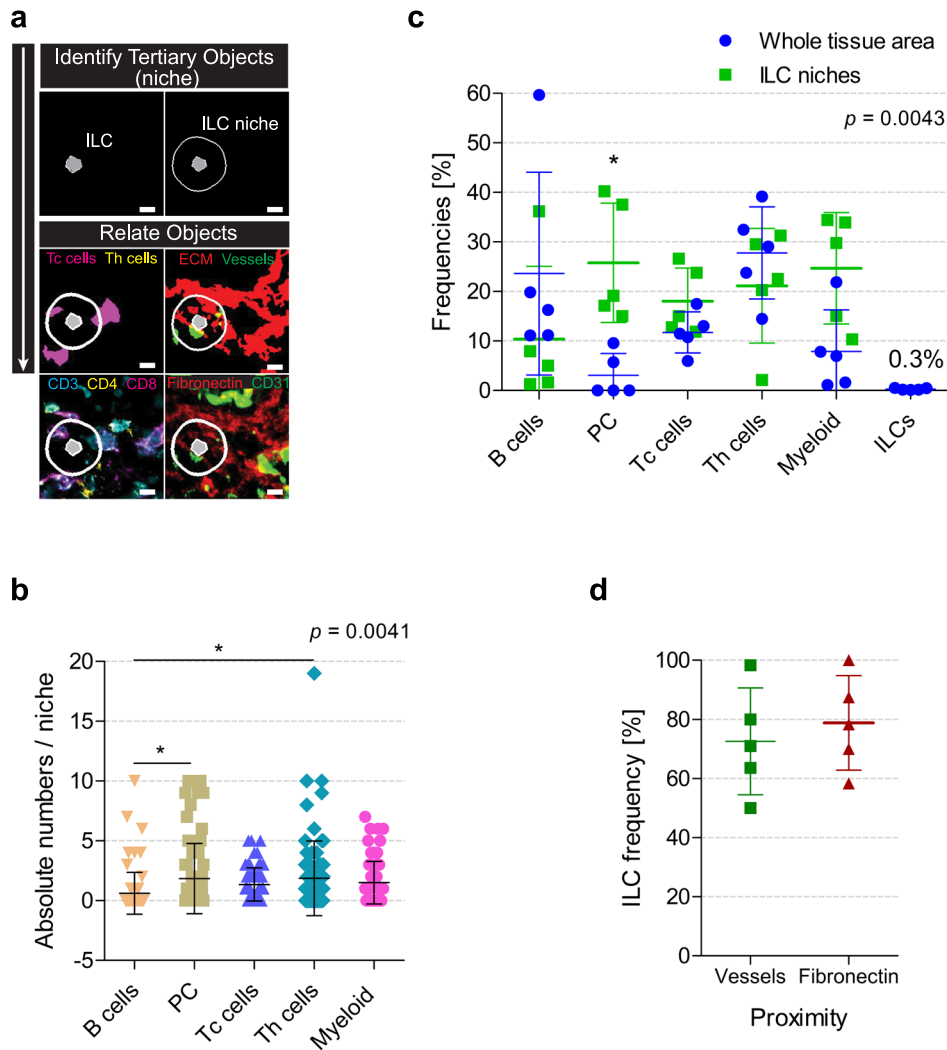 a
Identify Tertiary Objects
(niche)
ILC
ILC niche
Relate Objects
Tc cells Th cells
ECM Vessels
CD3 CD4 CD8
Fibronectin CD31
c
Whole tissue area
ILC niches
p = 0.0043
Frequencies [%]
60
50
40
30
20
10
0
*
0.3%
B cells
PC
Tc cells
Th cells
Myeloid
ILCs
b
p = 0.0041
Absolute numbers / niche
20
15
10
5
0
-5
*
*
B cells
PC
Tc cells
Th cells
Myeloid
d
ILC frequency [%]
100
80
60
40
20
0
Vessels Fibronectin
Proximity